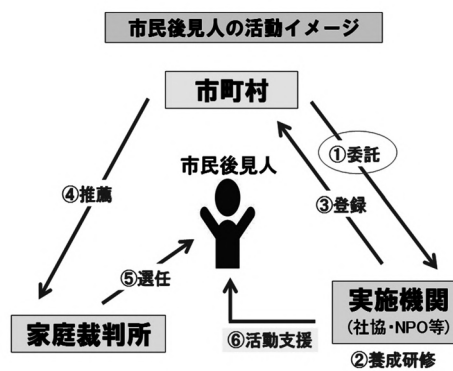 市民後見人の活動イメージ
市町村
①委託
市民後見人
③登録
④推薦
⑤選任
実施機関
(社協・NPO等)
家庭裁判所
⑥活動支援
②養成研修